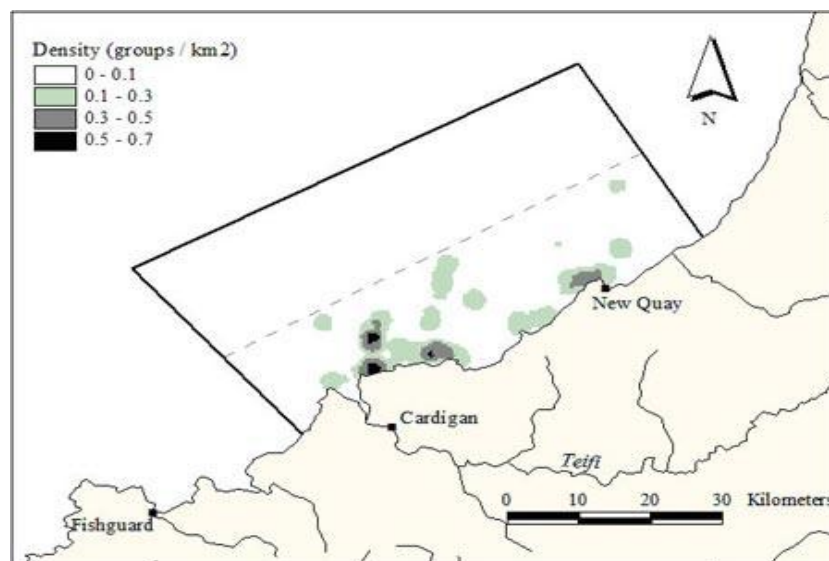 Density (groups / km2)
0 - 0.1
0.1 - 0.3
0.3 - 0.5
0.5 - 0.7
N
New Quay
Cardigan
Teifi
0 10 20 30 Kilometers
Fishguard